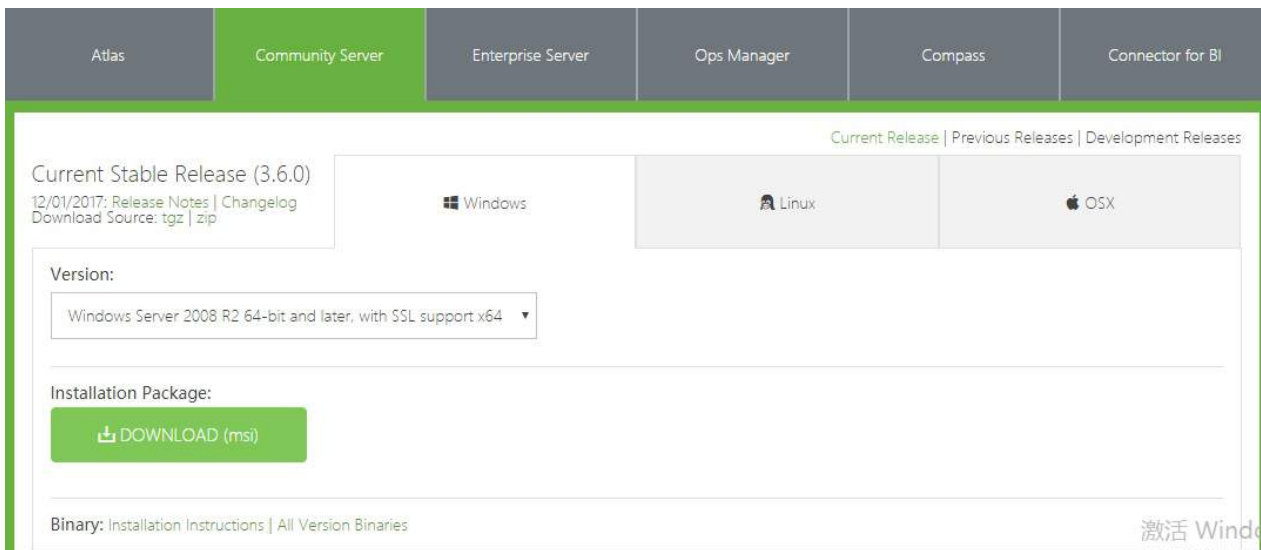 Atlas
Community Server
Enterprise Server
Ops Manager
Compass
Connector for BI
Current Release | Previous Releases | Development Releases
Current Stable Release (3.6.0)
12/01/2017: Release Notes | Changelog
Download Source: tgz | zip
Windows
Linux
OSX
Version:
Windows Server 2008 R2 64-bit and later, with SSL support x64
Installation Package:
DOWNLOAD (msi)
Binary: Installation Instructions | All Version Binaries
激活 Windo